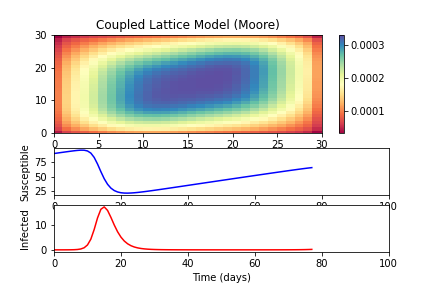 Coupled Lattice Model (Moore)
30
20
10
0
0 5 10 15 20 25 30
0.0003
0.0002
0.0001
Susceptible
75
50
25
0 20 40 60 80 100
Infected
10
0
0 20 40 60 80 100
Time (days)